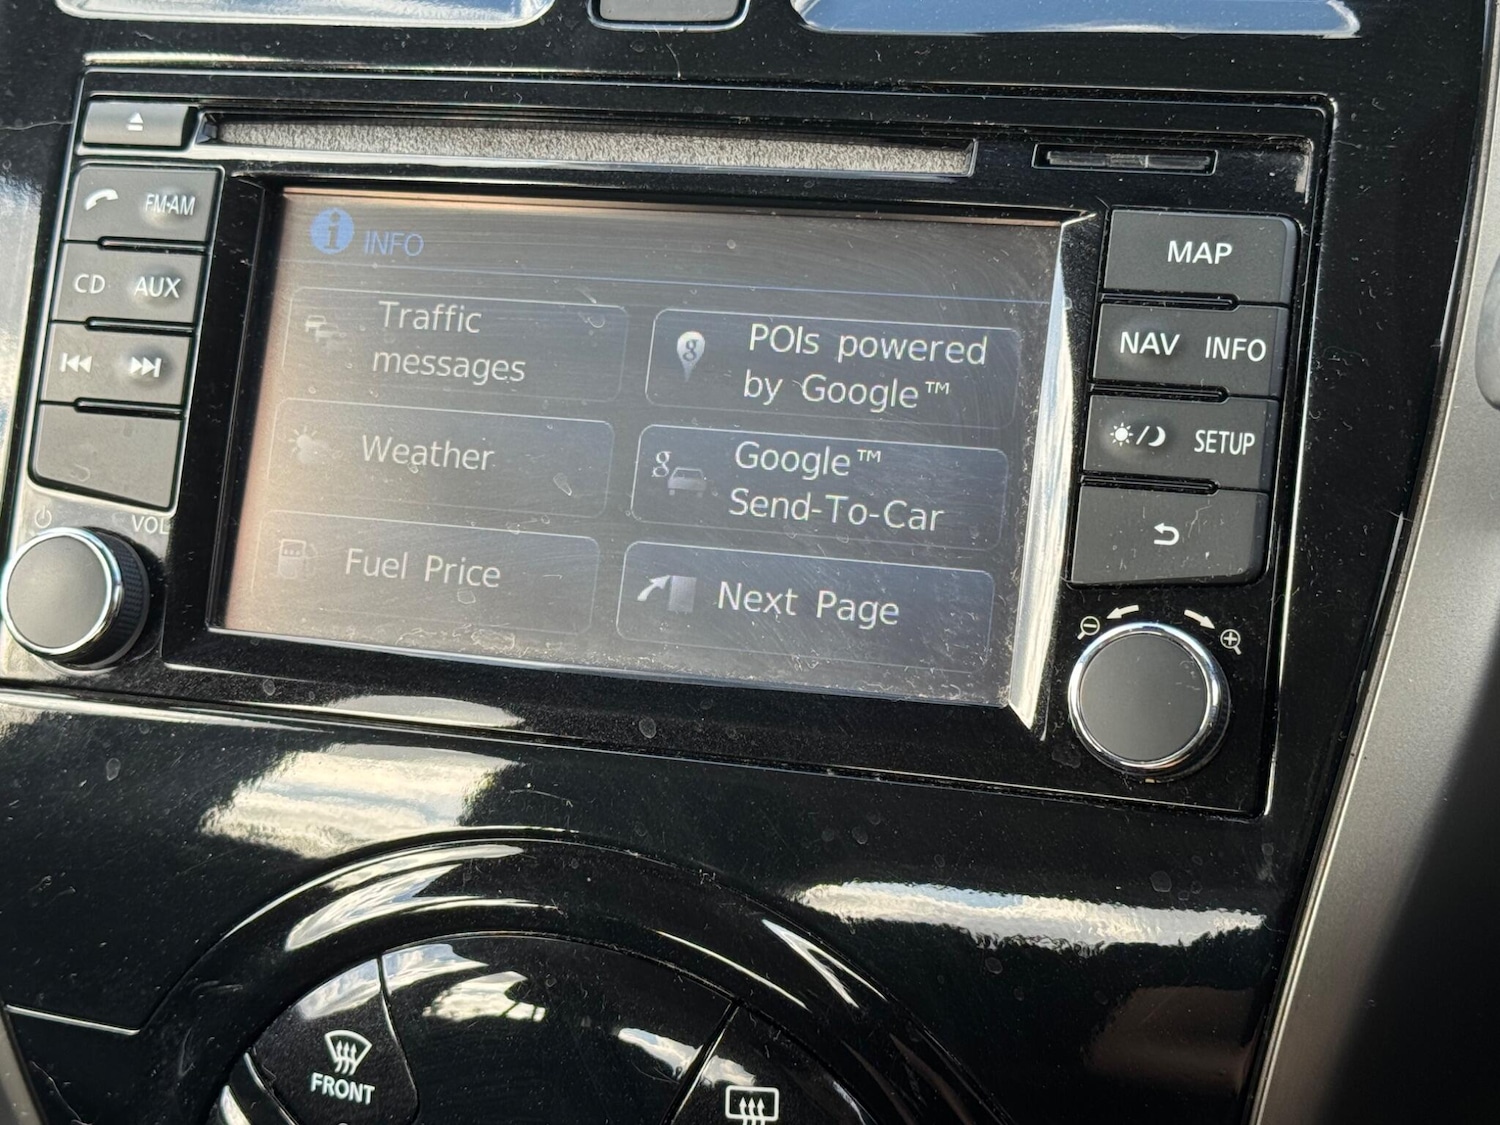 FM·AM
CD AUX
VOL
INFO
Traffic
messages
POIs powered
by Google™
Weather
Google™
Send-To-Car
Fuel Price
Next Page
MAP
NAV INFO
SETUP
FRONT